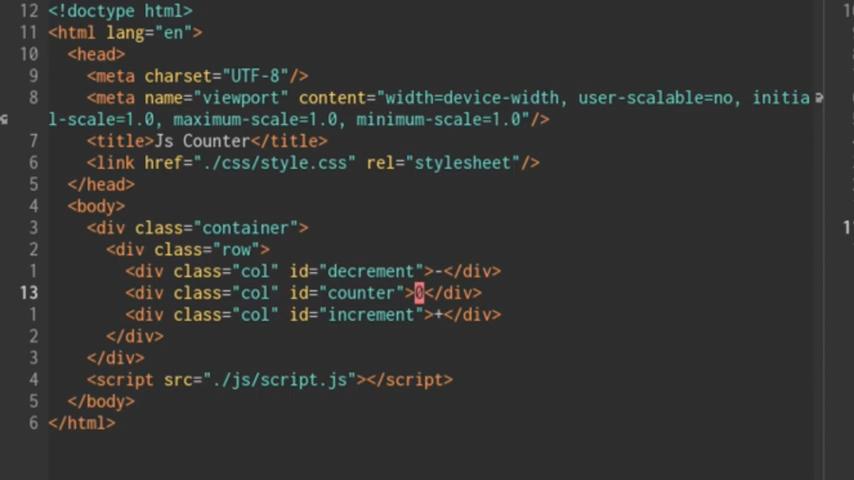 12 <!doctype html>
11 <html lang="en">
10 <head>
9 <meta charset="UTF-8"/>
8 <meta name="viewport" content="width=device-width, user-scalable=no, initia
l-scale=1.0, maximum-scale=1.0, minimum-scale=1.0"/>
7 <title>Js Counter</title>
6 <link href="./css/style.css" rel="stylesheet"/>
5 </head>
4 <body>
3 <div class="container">
2 <div class="row">
1 <div class="col" id="decrement">-</div>
13 <div class="col" id="counter">0</div>
1 <div class="col" id="increment">+</div>
2 </div>
3 </div>
4 <script src="./js/script.js"></script>
5 </body>
6 </html>